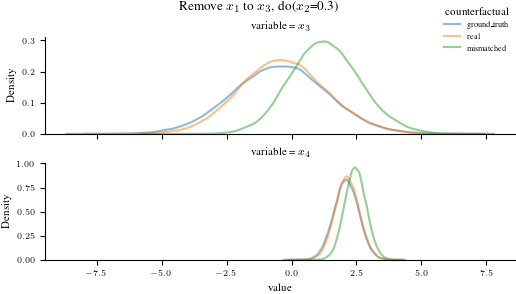 Remove x₁ to x₃, do(x₂=0.3)
counterfactual
ground_truth
real
mismatched
variable = x₃
0.3
0.2
0.1
0.0
Density
variable = x₄
1.00
0.75
0.50
0.25
0.00
Density
−7.5 −5.0 −2.5 0.0 2.5 5.0 7.5
value